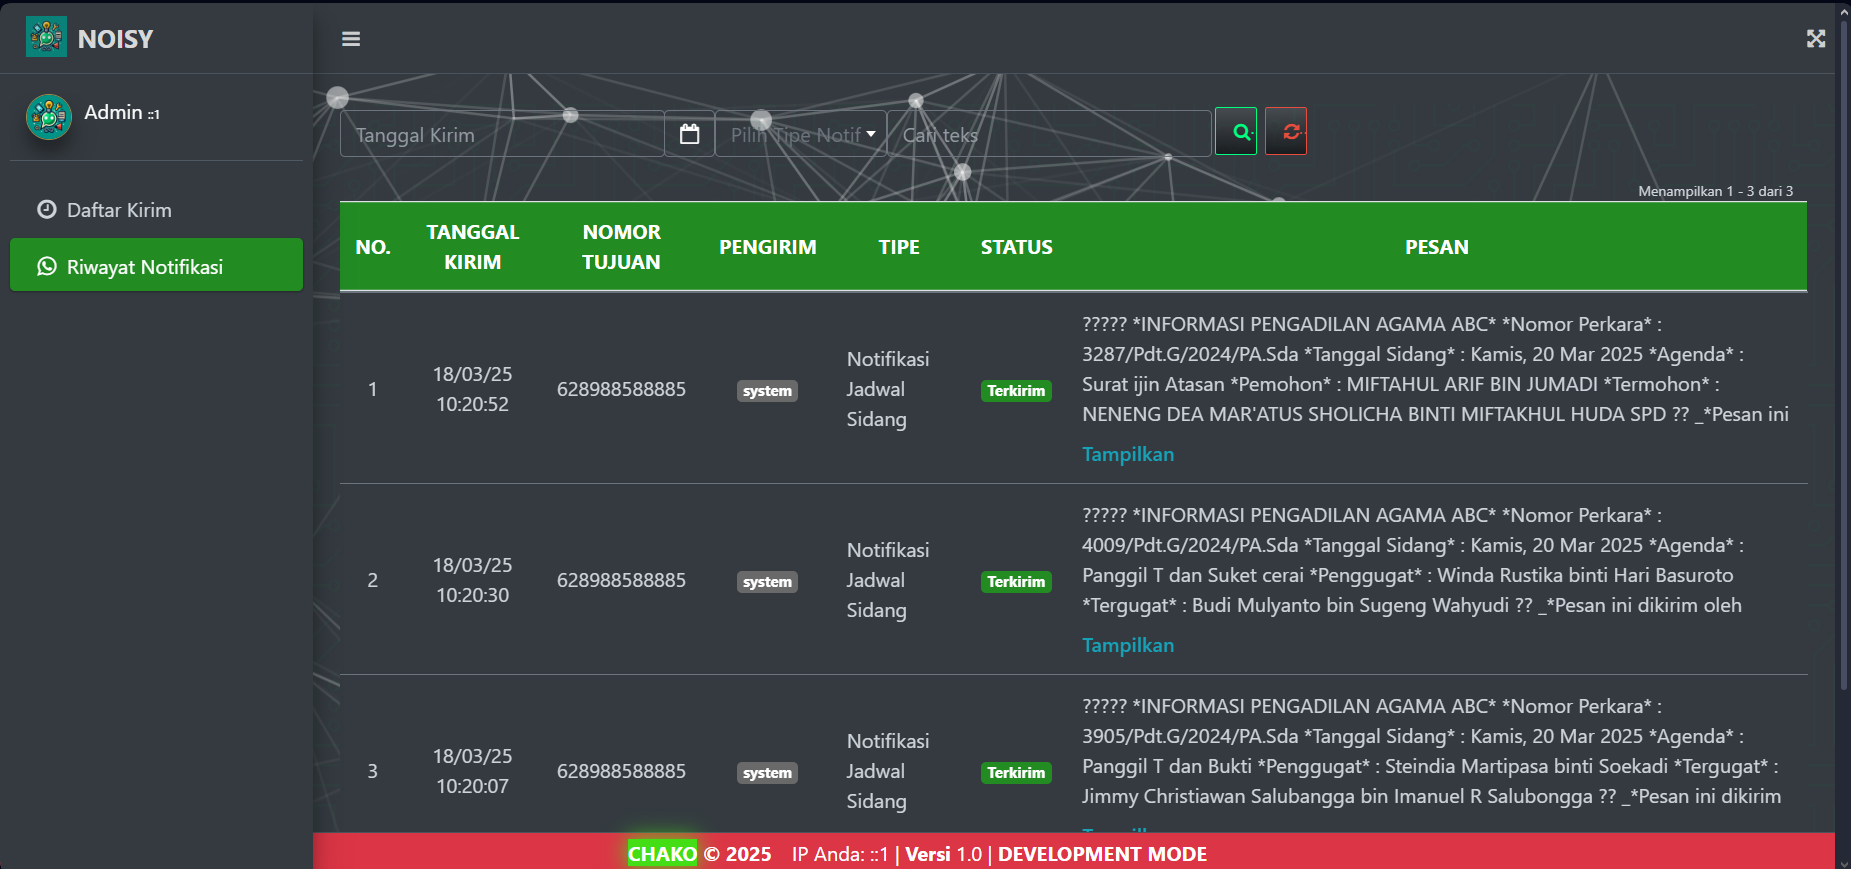 NOISY
Admin ::1
Daftar Kirim
Riwayat Notifikasi
Tanggal Kirim
Pilih Tipe Notif
Cari teks
Menampilkan 1 - 3 dari 3
NO. TANGGAL KIRIM NOMOR TUJUAN PENGIRIM TIPE STATUS PESAN
1
18/03/25
10:20:52
628988588885
system
Notifikasi
Jadwal
Sidang
Terkirim
????? *INFORMASI PENGADILAN AGAMA ABC* *Nomor Perkara* :
3287/Pdt.G/2024/PA.Sda *Tanggal Sidang* : Kamis, 20 Mar 2025 *Agenda* :
Surat ijin Atasan *Pemohon* : MIFTAHUL ARIF BIN JUMADI *Termohon* :
NENENG DEA MAR'ATUS SHOLICHA BINTI MIFTAKHUL HUDA SPD ?? _*Pesan ini
Tampilkan
2
18/03/25
10:20:30
628988588885
system
Notifikasi
Jadwal
Sidang
Terkirim
????? *INFORMASI PENGADILAN AGAMA ABC* *Nomor Perkara* :
4009/Pdt.G/2024/PA.Sda *Tanggal Sidang* : Kamis, 20 Mar 2025 *Agenda* :
Panggil T dan Suket cerai *Penggugat* : Winda Rustika binti Hari Basuroto
*Tergugat* : Budi Mulyanto bin Sugeng Wahyudi ?? _*Pesan ini dikirim oleh
Tampilkan
3
18/03/25
10:20:07
628988588885
system
Notifikasi
Jadwal
Sidang
Terkirim
????? *INFORMASI PENGADILAN AGAMA ABC* *Nomor Perkara* :
3905/Pdt.G/2024/PA.Sda *Tanggal Sidang* : Kamis, 20 Mar 2025 *Agenda* :
Panggil T dan Bukti *Penggugat* : Steindia Martipasa binti Soekadi *Tergugat* :
Jimmy Christiawan Salubangga bin Imanuel R Salubongga ?? _*Pesan ini dikirim
CHAKO © 2025 IP Anda: ::1 | Versi 1.0 | DEVELOPMENT MODE